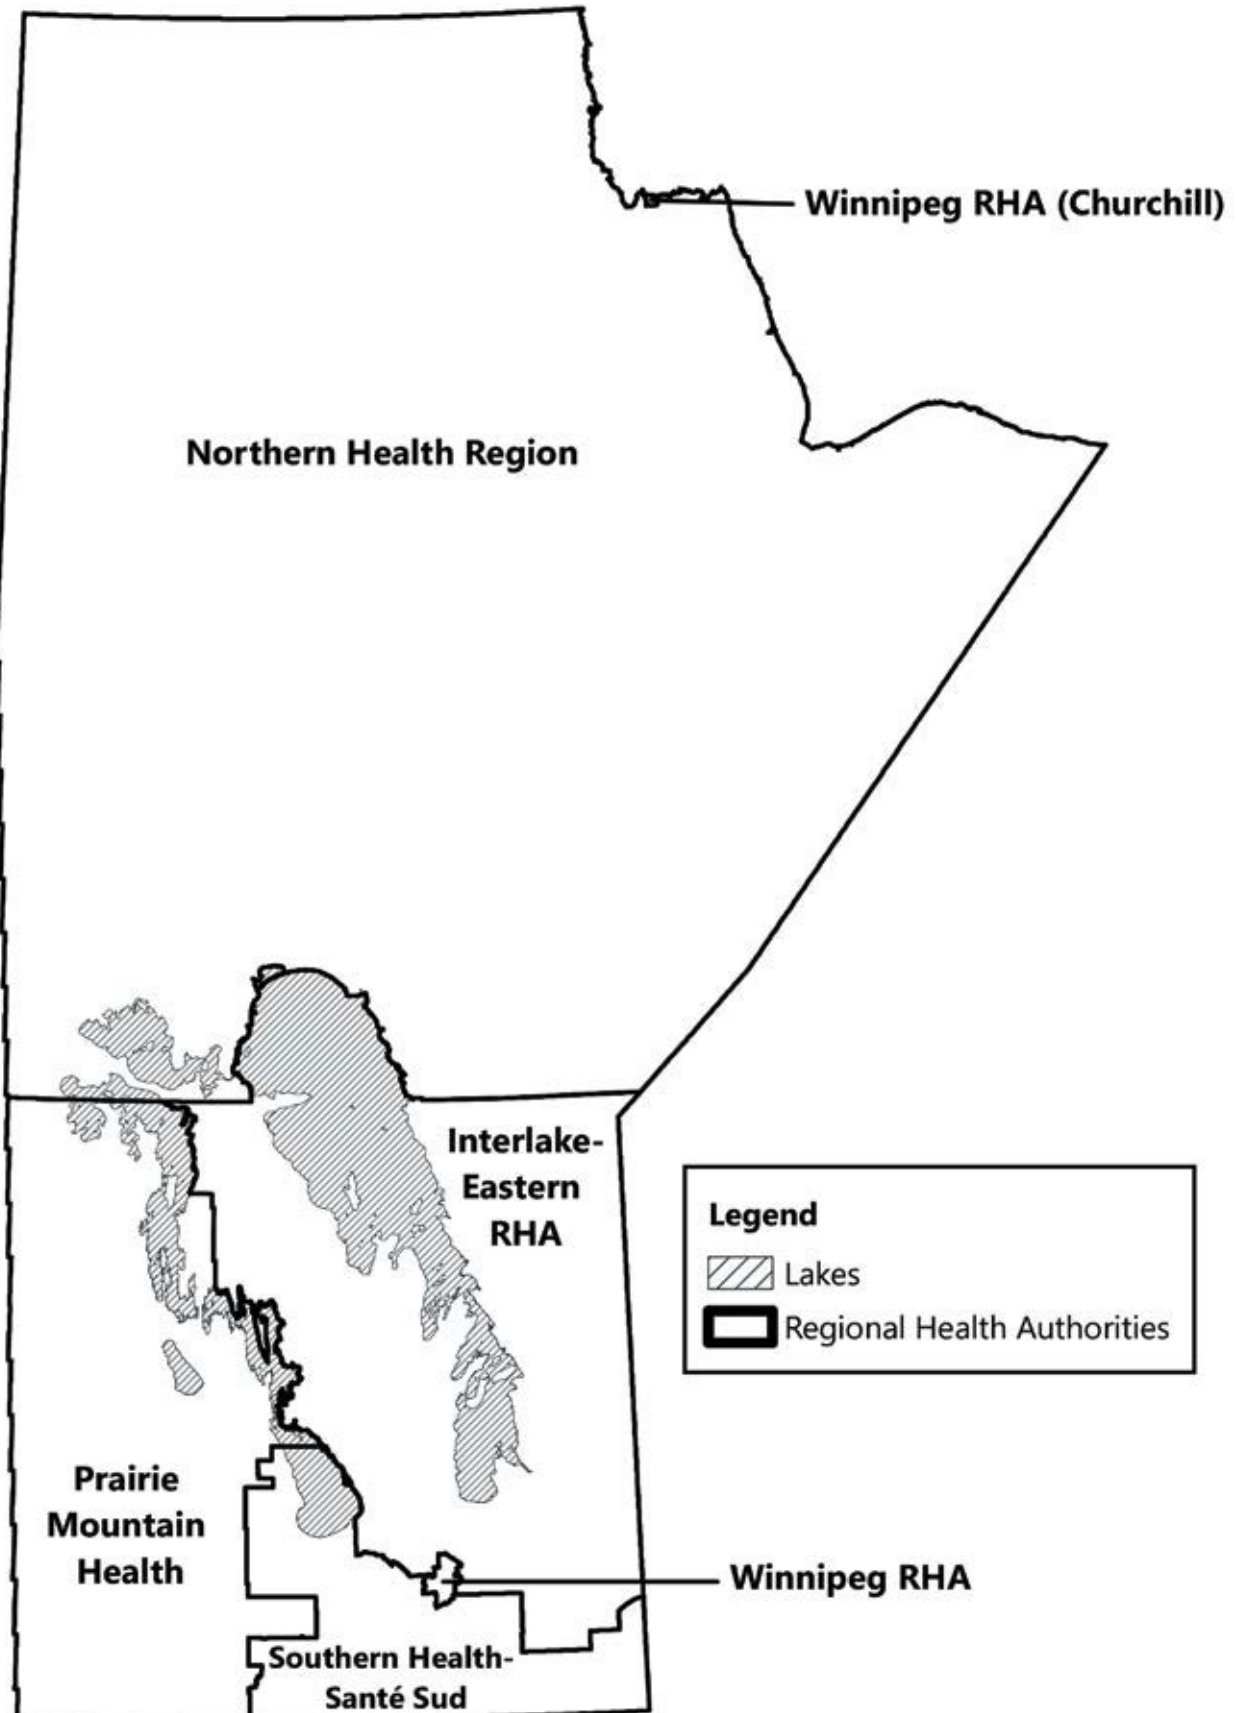 Winnipeg RHA (Churchill)
Northern Health Region
Interlake-
Eastern
RHA
Legend
Lakes
Regional Health Authorities
Prairie
Mountain
Health
Winnipeg RHA
Southern Health-
Santé Sud